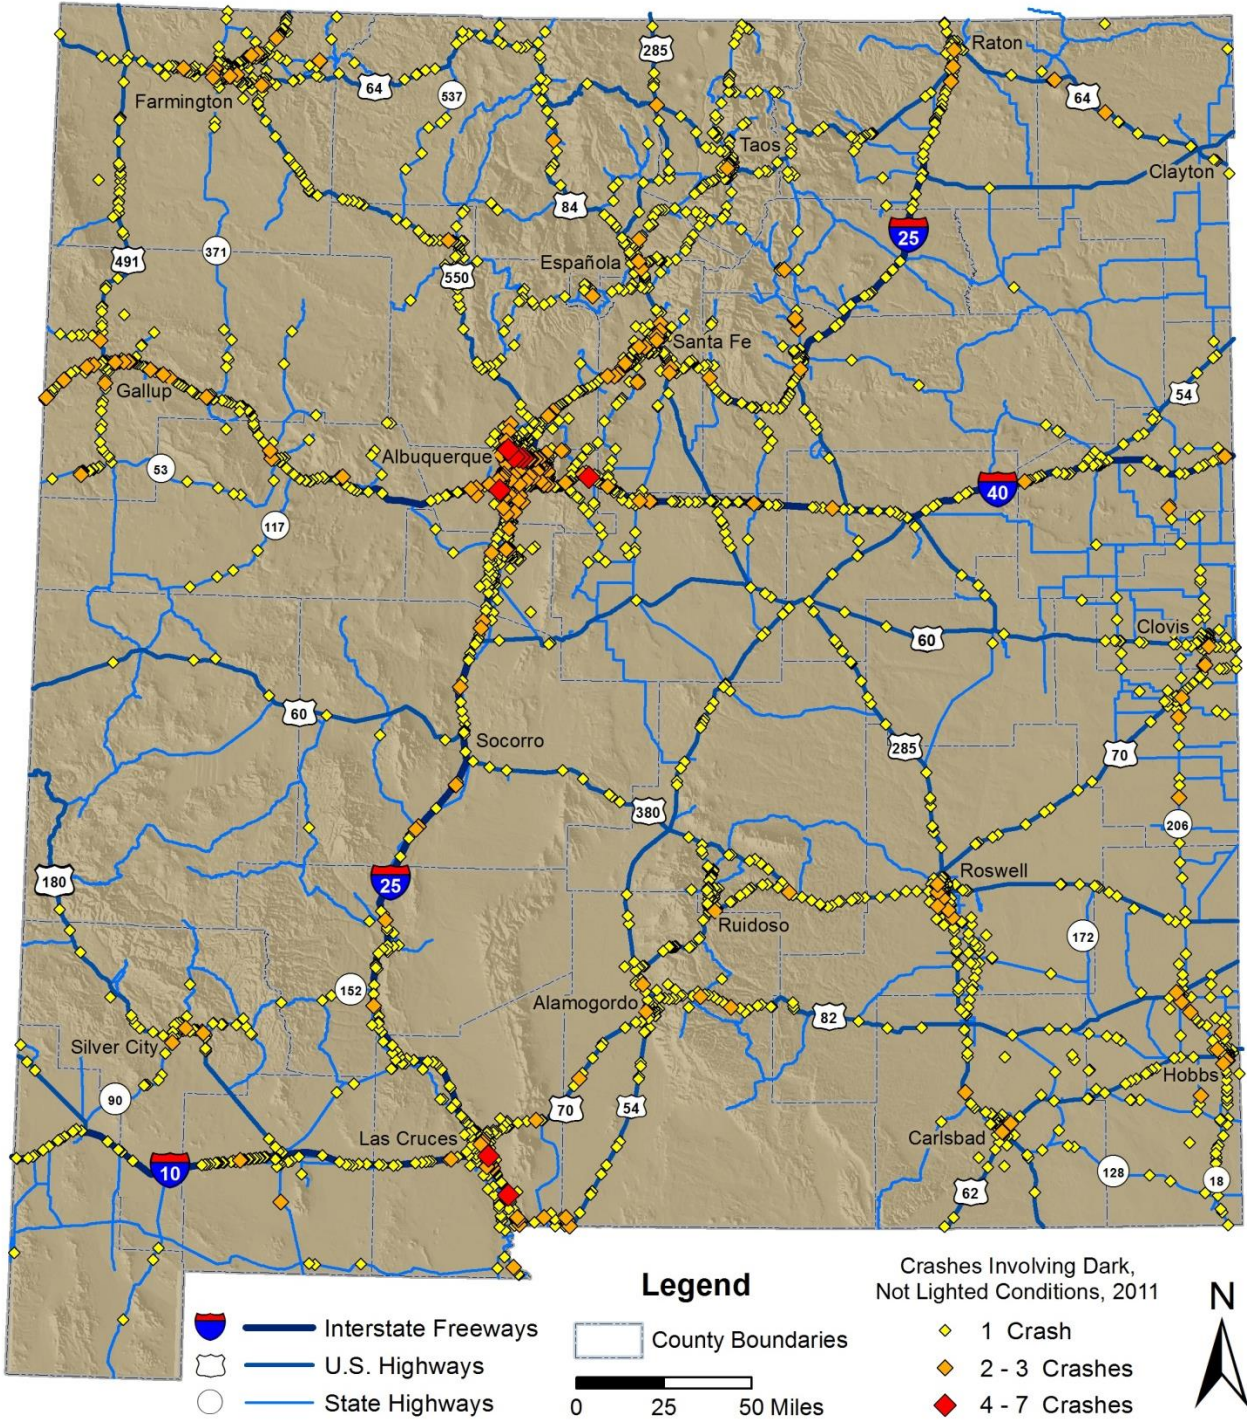 285
Raton
64
537
64
Farmington
Taos
Clayton
84
25
371
491
Española
550
Santa Fe
54
Gallup
Albuquerque
53
40
117
Clovis
60
60
Socorro
285
70
380
206
180
25
Roswell
Ruidoso
172
152
Alamogordo
82
Silver City
Hobbs
90
70
54
Las Cruces
Carlsbad
10
128
18
62
Legend
Crashes Involving Dark,
Not Lighted Conditions, 2011
N
Interstate Freeways
County Boundaries
1 Crash
U.S. Highways
2 - 3 Crashes
State Highways
0 25 50 Miles
4 - 7 Crashes